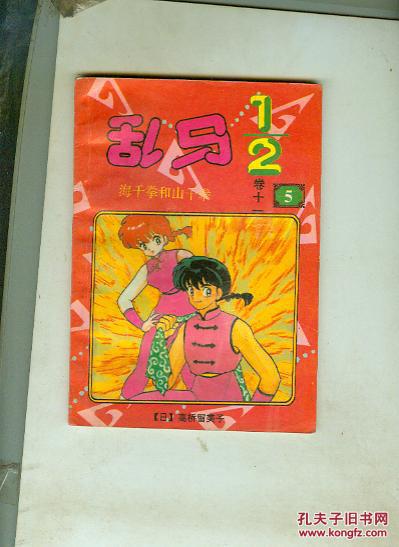 乱马1/2
卷十一
5
海千拳和山千拳
【日】高桥留美子
孔夫子旧书网
www.kongfz.com